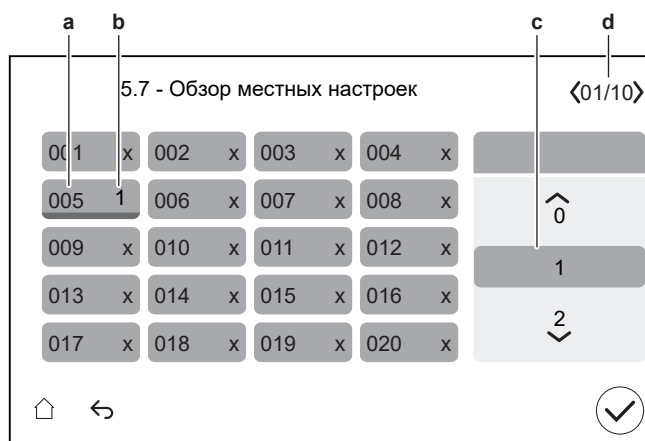 a b c d
5.7 - Обзор местных настроек 01/10
001 x 002 x 003 x 004 x
005 1 006 x 007 x 008 x 0
009 x 010 x 011 x 012 x 1
013 x 014 x 015 x 016 x 2
017 x 018 x 019 x 020 x